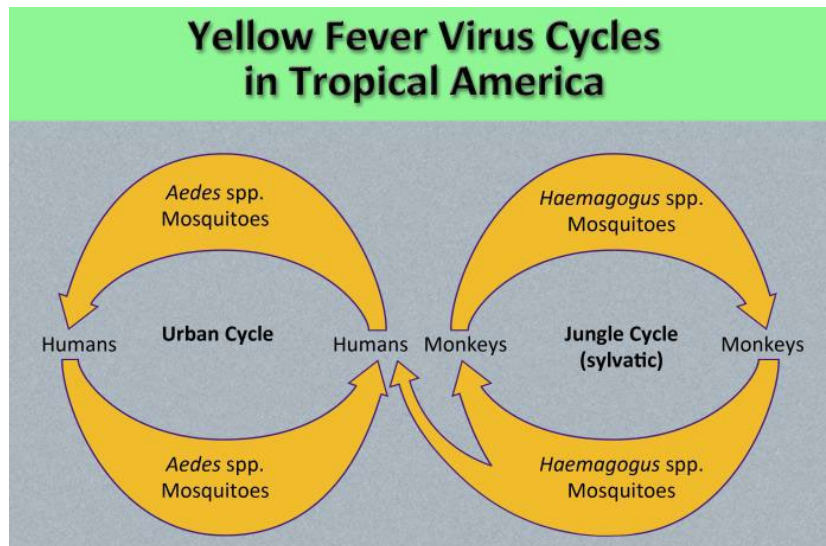 Yellow Fever Virus Cycles
in Tropical America
Aedes spp.
Mosquitoes
Haemagogus spp.
Mosquitoes
Humans
Urban Cycle
Humans
Monkeys
Jungle Cycle
(sylvatic)
Monkeys
Aedes spp.
Mosquitoes
Haemagogus spp.
Mosquitoes